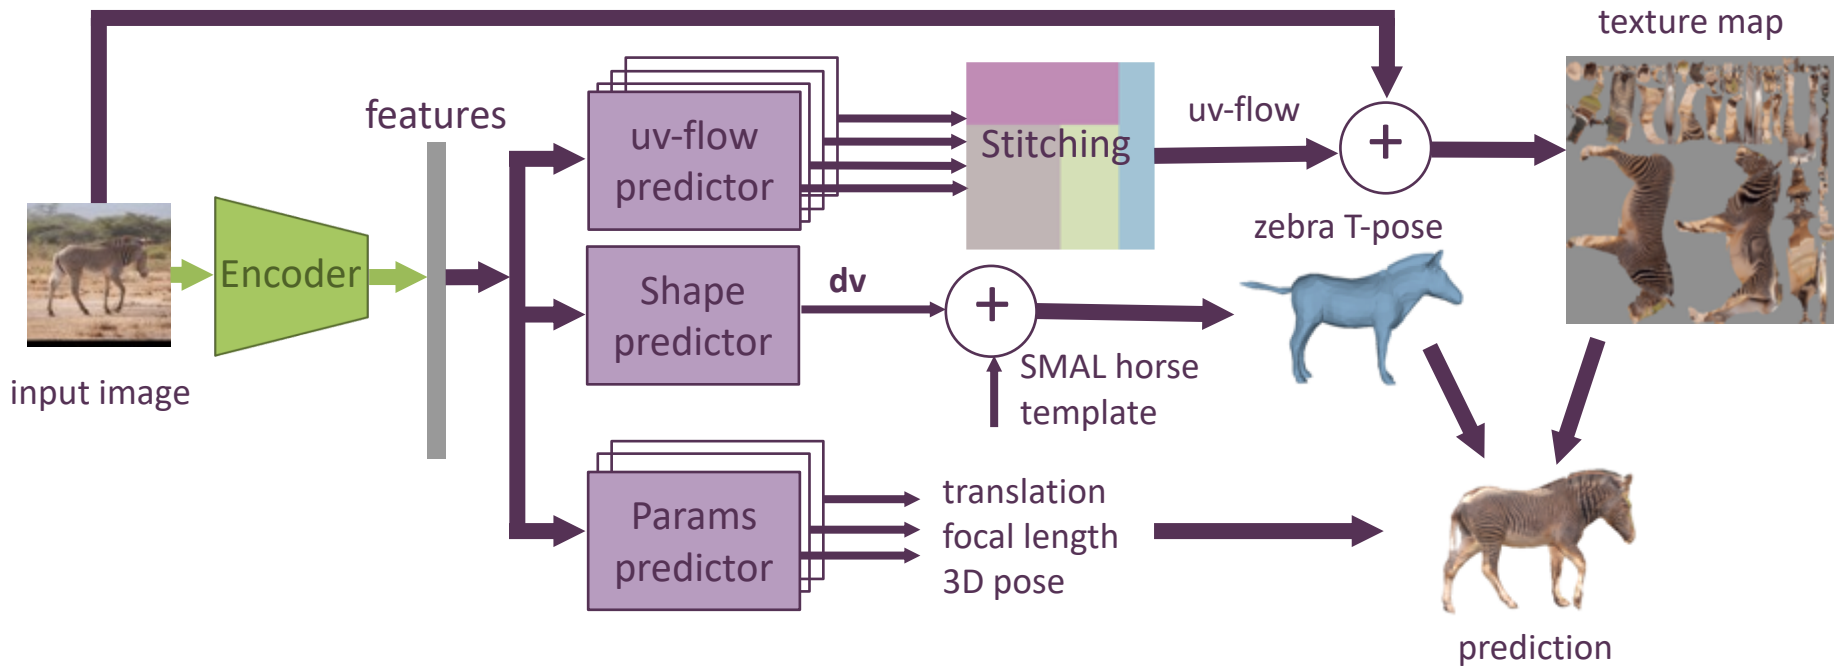 texture map
features
uv-flow
predictor
Stitching
uv-flow
+
zebra T-pose
Encoder
Shape
predictor
dv
+
SMAL horse
template
input image
Params
predictor
translation
focal length
3D pose
prediction